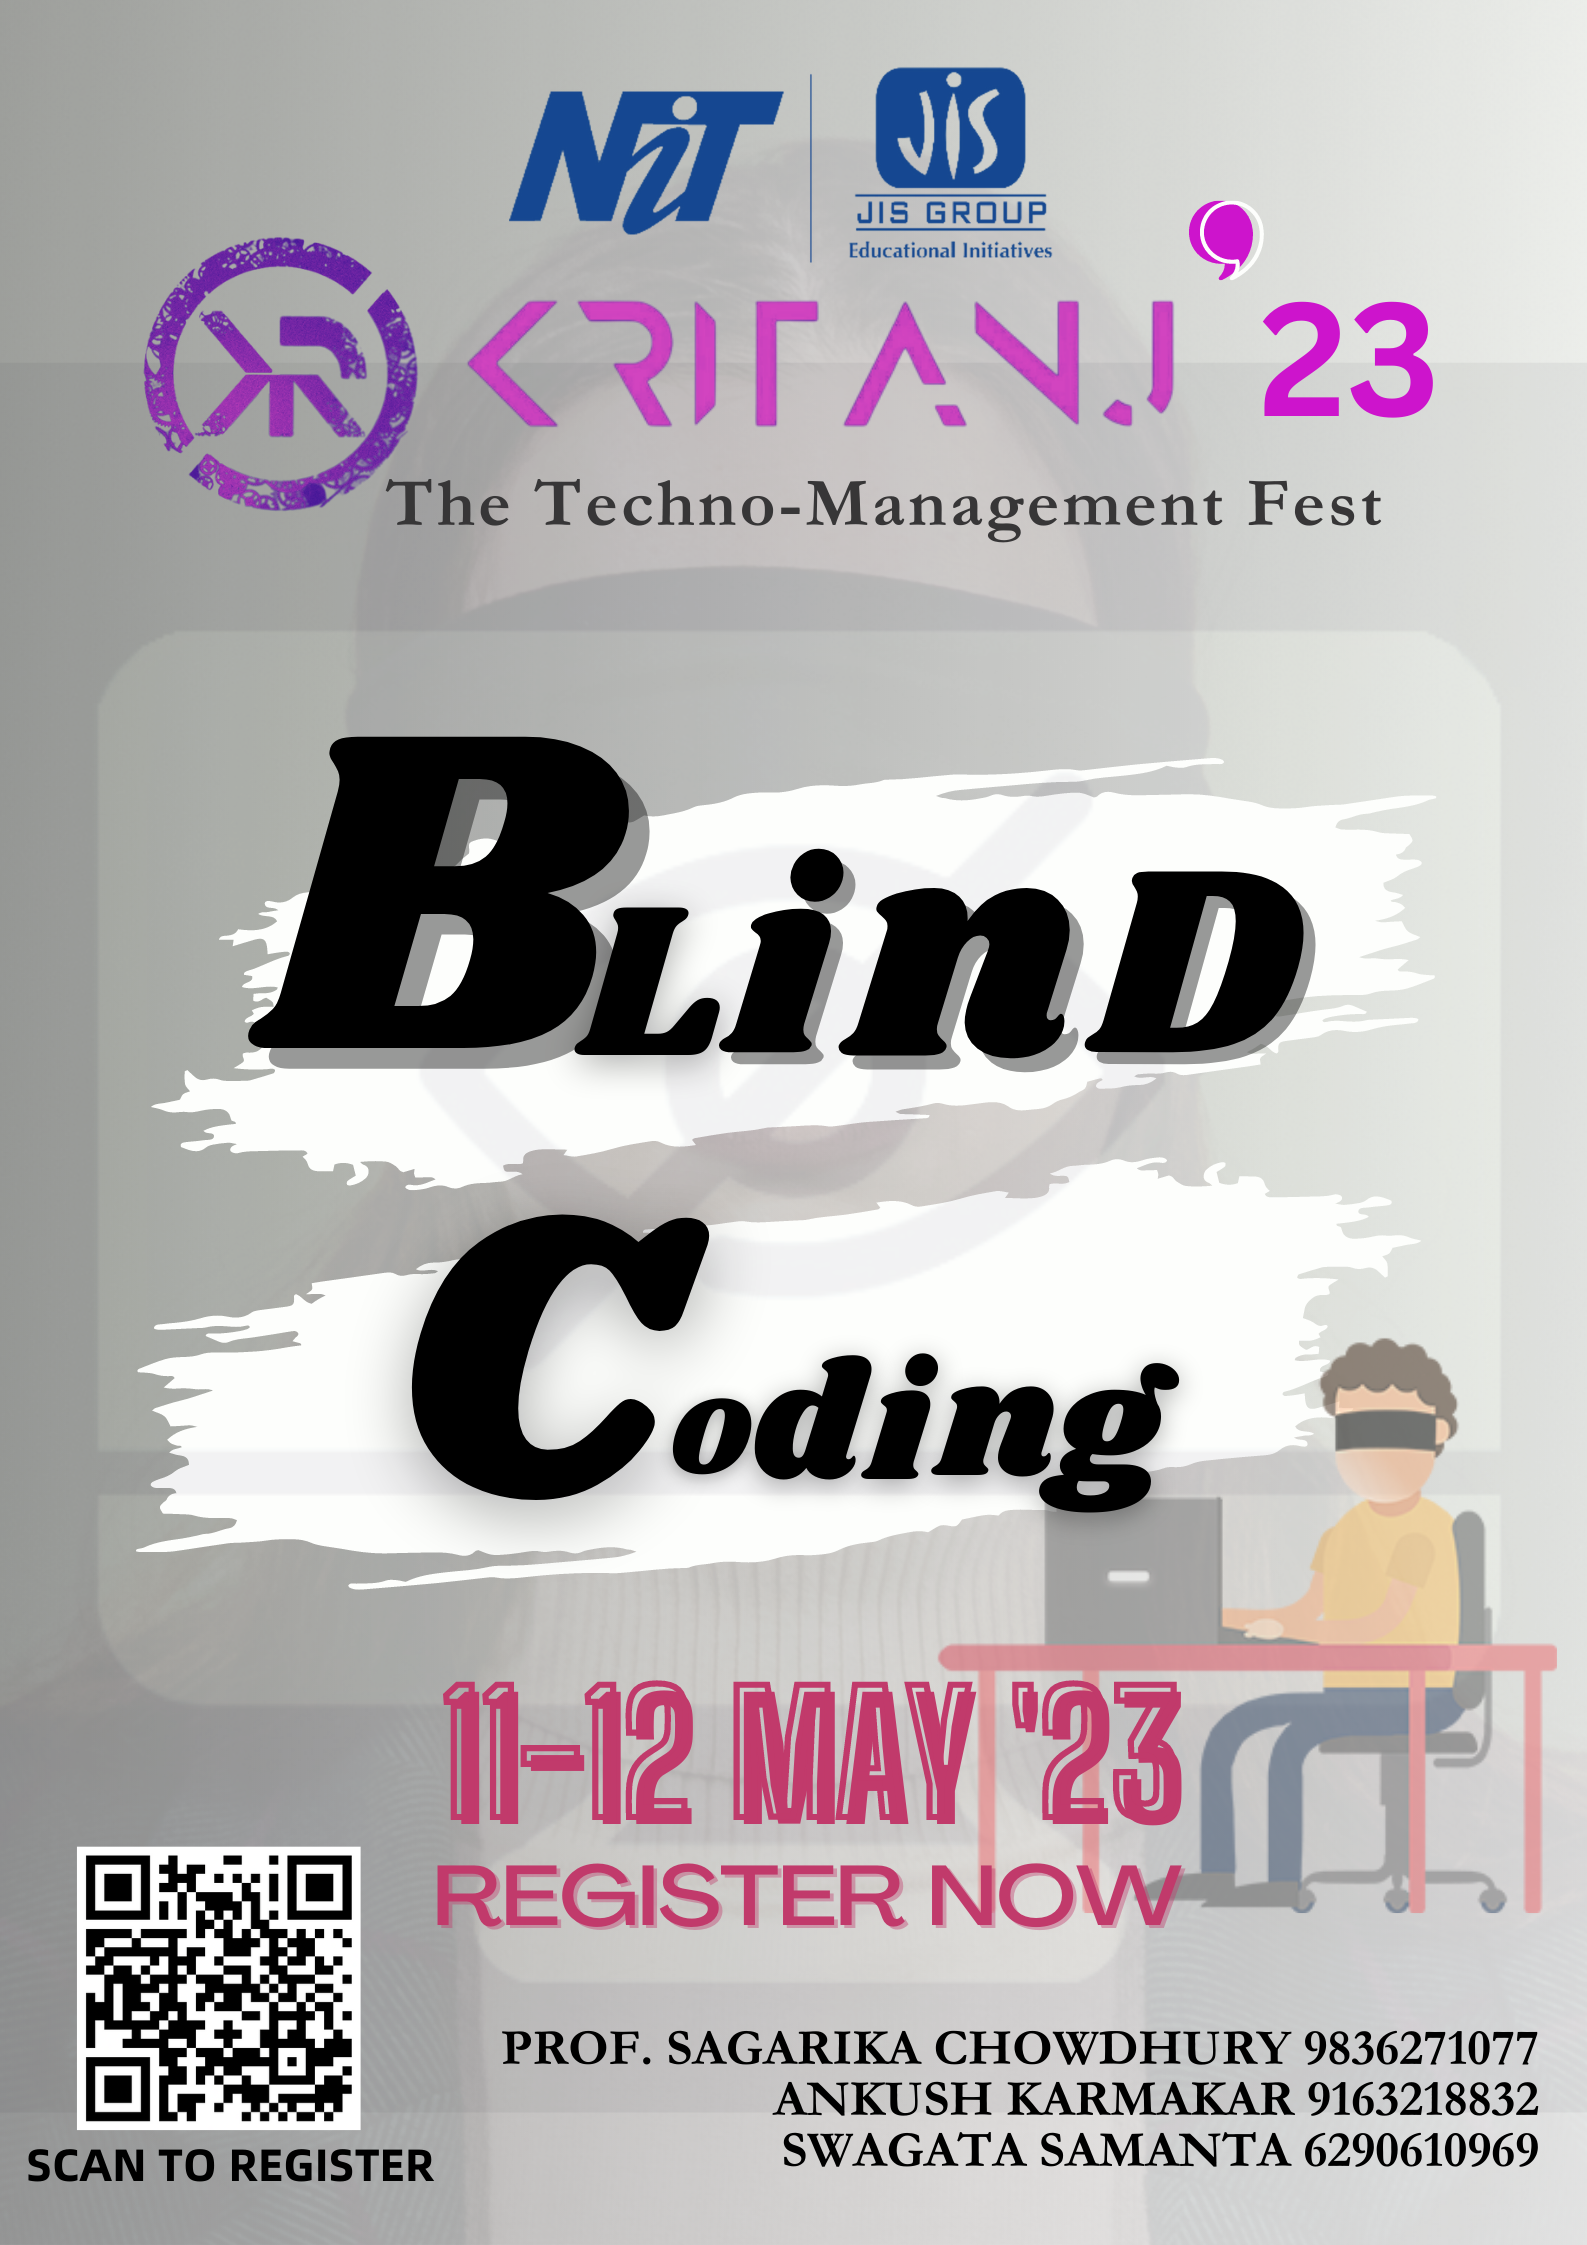 NiT
JiS
JIS GROUP
Educational Initiatives
KR
KRITANJ '23
The Techno-Management Fest
BLinD
Coding
11-12 MAY '23
REGISTER NOW
SCAN TO REGISTER
PROF. SAGARIKA CHOWDHURY 9836271077
ANKUSH KARMAKAR 9163218832
SWAGATA SAMANTA 6290610969